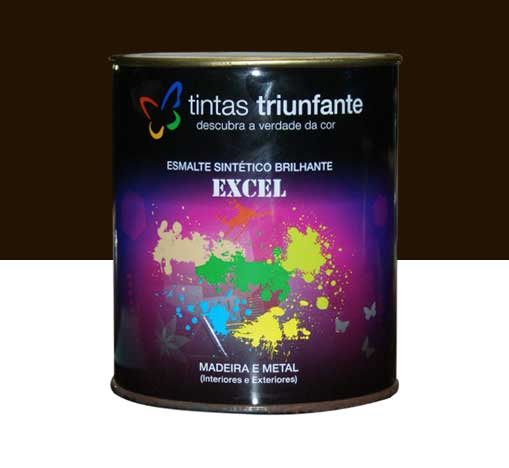 tintas triunfante
descubra a verdade da cor
ESMALTE SINTÉTICO BRILHANTE
EXCEL
MADEIRA E METAL
(Interiores e Exteriores)